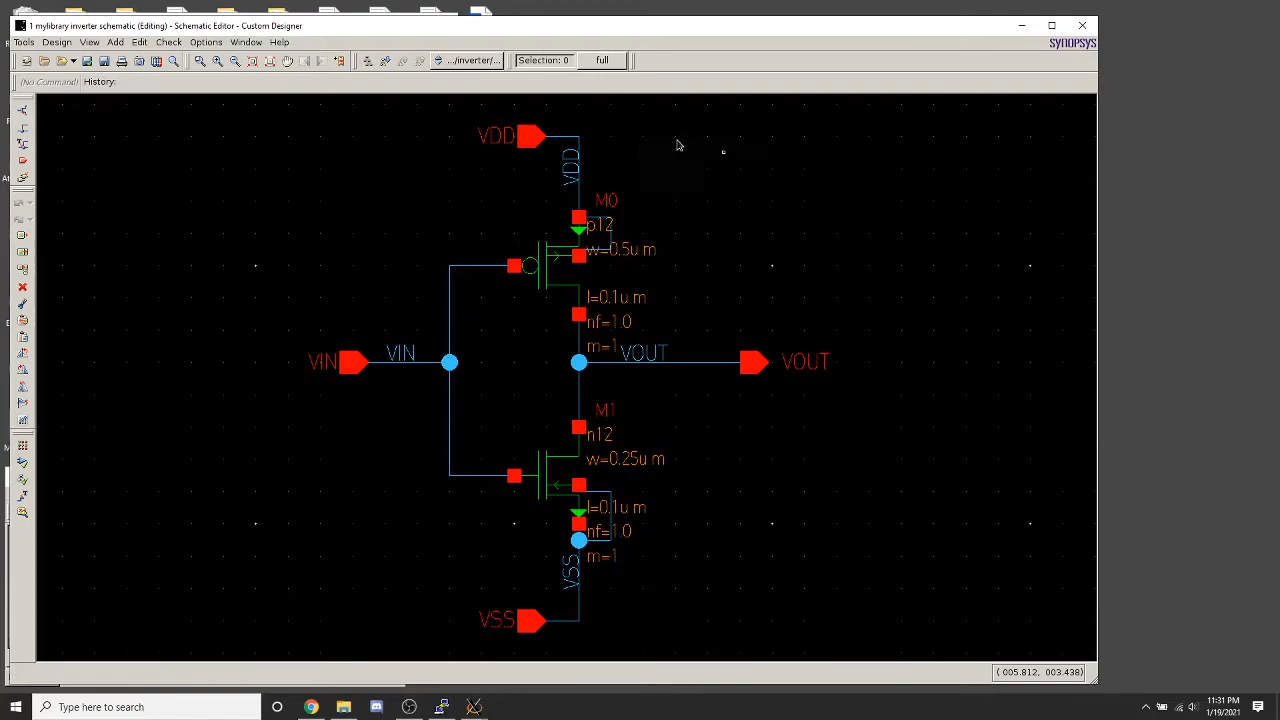 1 mylibrary inverter schematic (Editing) - Schematic Editor - Custom Designer
Tools Design View Add Edit Check Options Window Help
SYNOPSYS
.../inverter/... Selection: 0 full
(No Command) History:
VDD
VDD
M0
p12
w=0.5u m
l=0.1u m
nf=1.0
m=1
VIN
VIN
VOUT
VOUT
M1
n12
w=0.25u m
l=0.1u m
nf=1.0
m=1
VSS
VSS
( 005.812, 003.438)
Type here to search
11:31 PM
1/19/2021